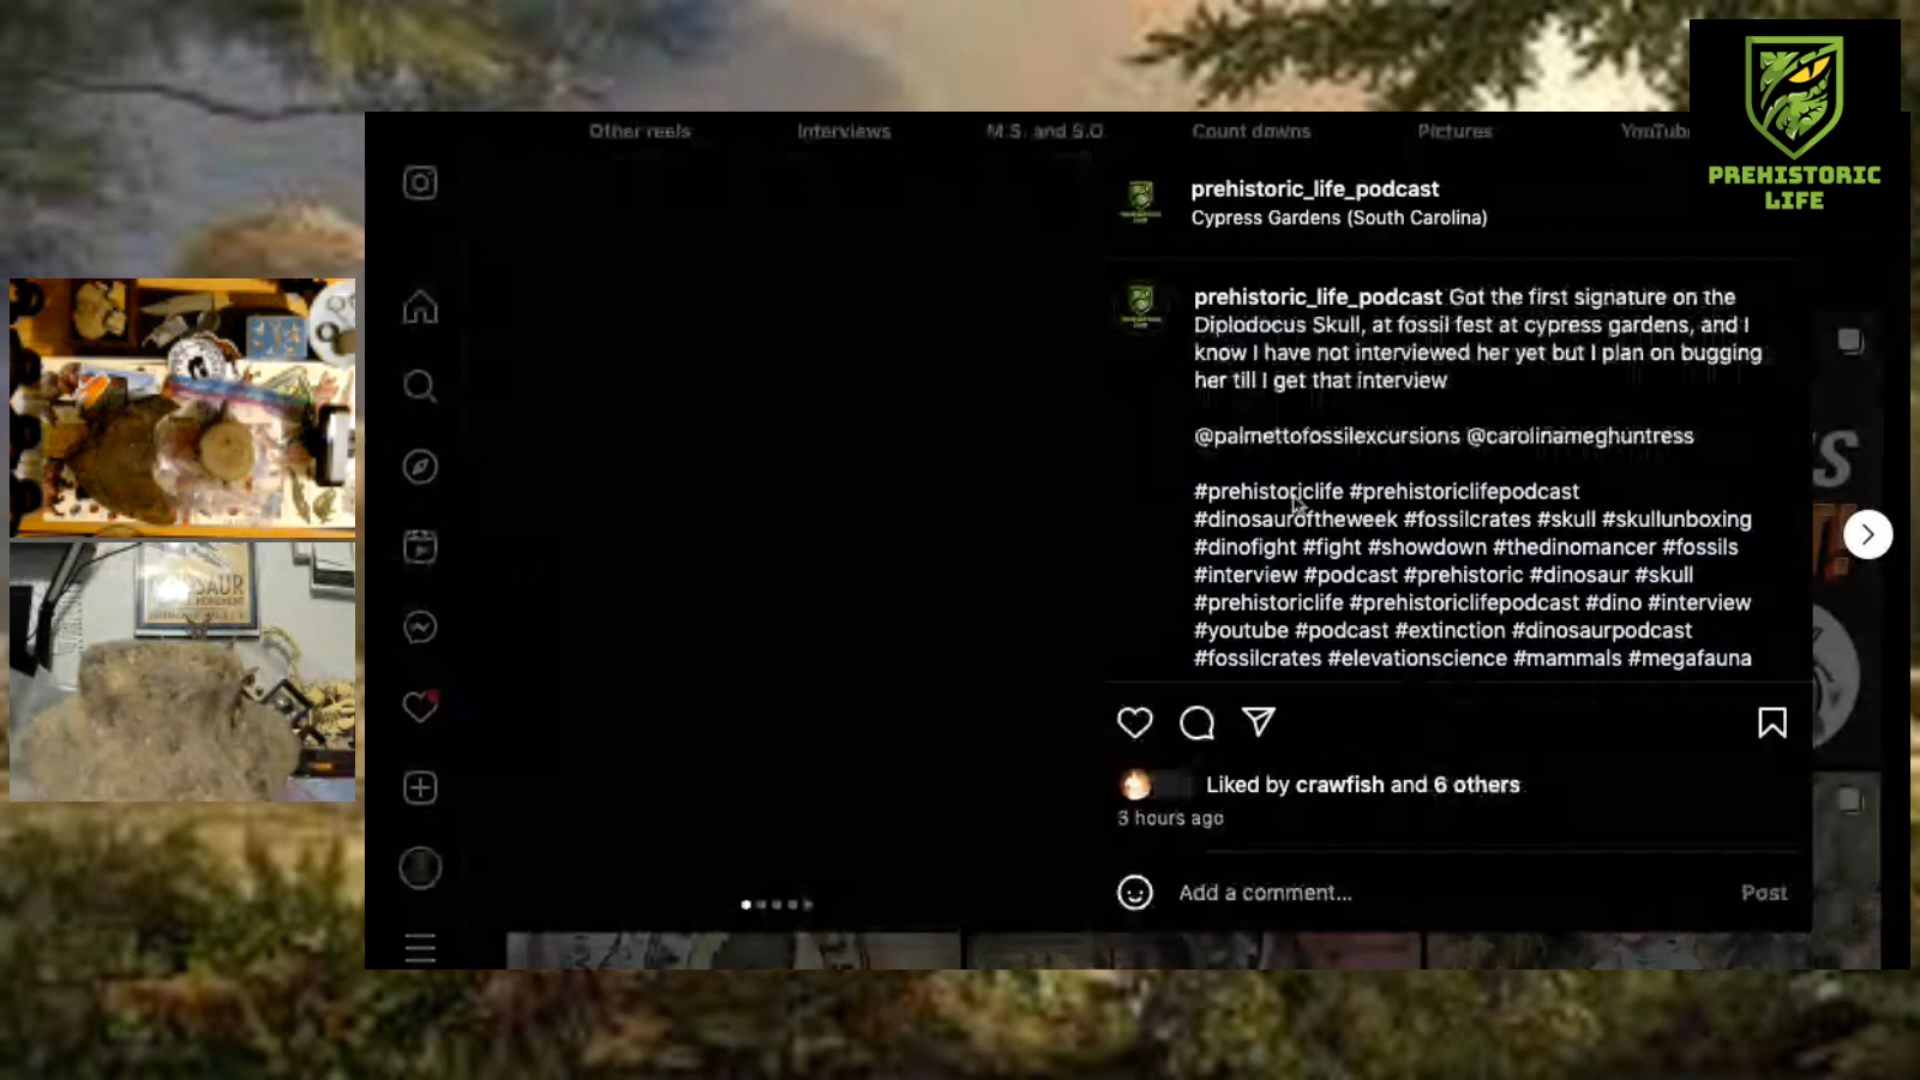 Other reels
Interviews
M.S. and S.O.
Count downs
Pictures
PREHISTORIC
LIFE
prehistoric_life_podcast
Cypress Gardens (South Carolina)
prehistoric_life_podcast Got the first signature on the
Diplodocus Skull, at fossil fest at cypress gardens, and I
know I have not interviewed her yet but I plan on bugging
her till I get that interview
@palmettofossilexcursions @carolinameghuntress
#prehistoriclife #prehistoriclifepodcast
#dinosauroftheweek #fossilcrates #skull #skullunboxing
#dinofight #fight #showdown #thedinomancer #fossils
#interview #podcast #prehistoric #dinosaur #skull
#prehistoriclife #prehistoriclifepodcast #dino #interview
#youtube #podcast #extinction #dinosaurpodcast
#fossilcrates #elevationscience #mammals #megafauna
Liked by crawfish and 6 others
3 hours ago
Add a comment...
Post